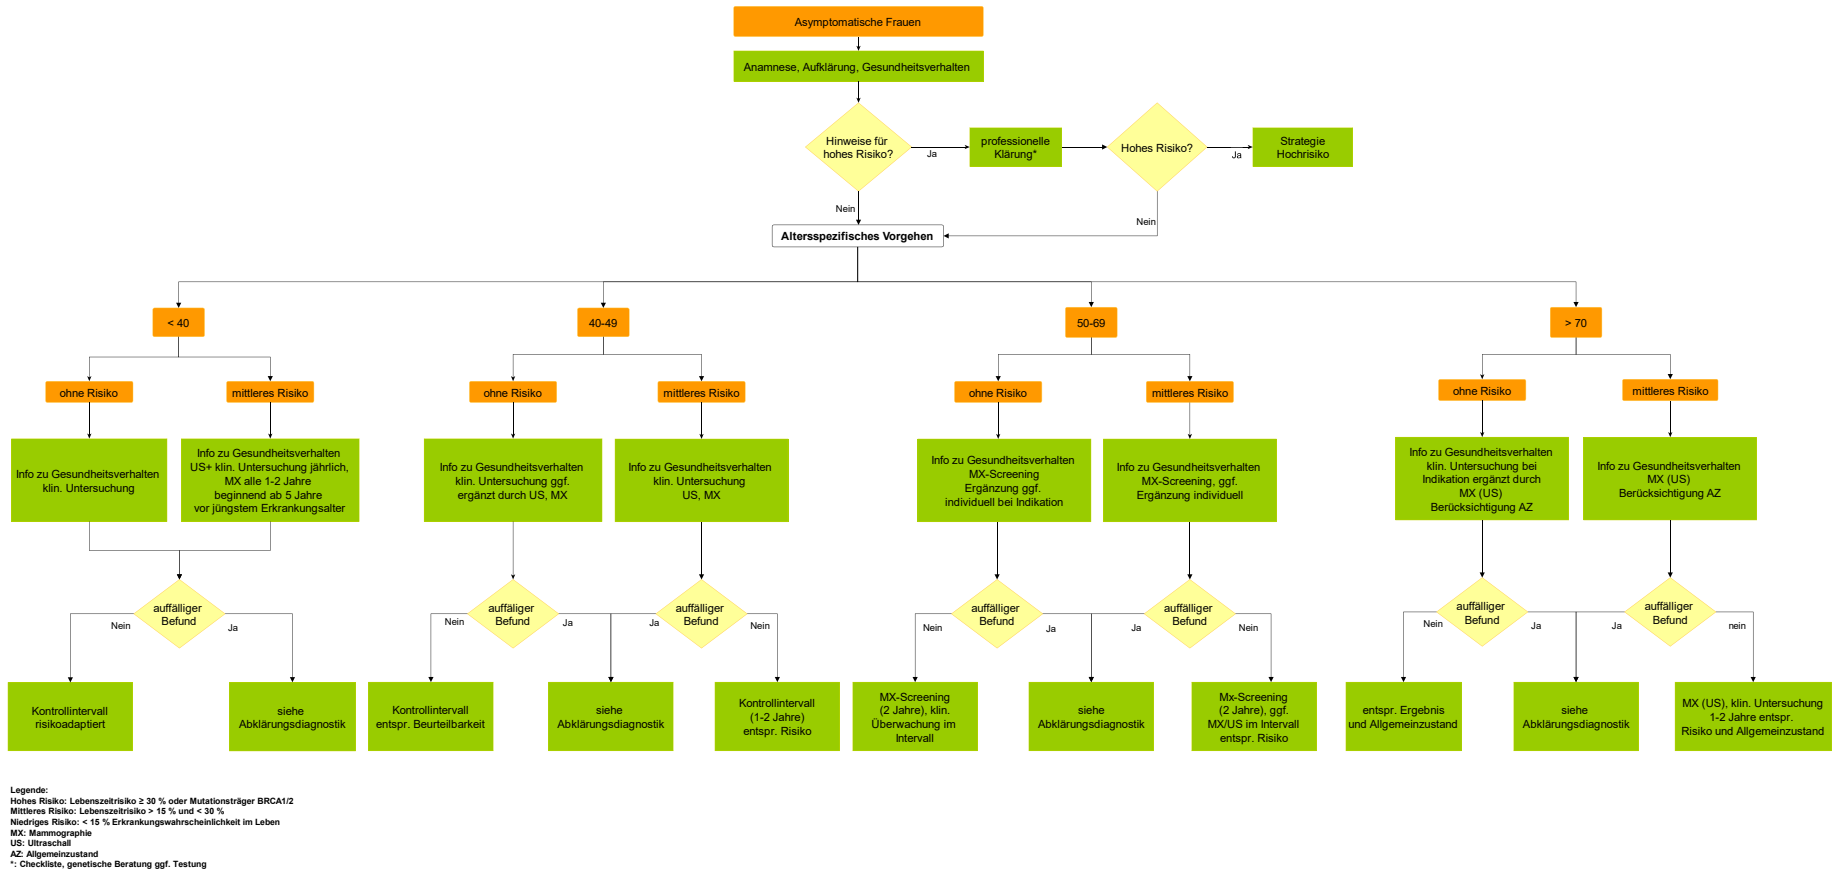 Asymptomatische Frauen
Anamnese, Aufklärung, Gesundheitsverhalten
Hinweise für
hohes Risiko?
Ja
professionelle
Klärung*
Hohes Risiko?
Ja
Strategie
Hochrisiko
Nein
Nein
Altersspezifisches Vorgehen
< 40
40-49
50-69
> 70
ohne Risiko
mittleres Risiko
ohne Risiko
mittleres Risiko
ohne Risiko
mittleres Risiko
ohne Risiko
mittleres Risiko
Info zu Gesundheitsverhalten
klin. Untersuchung
Info zu Gesundheitsverhalten
US+ klin. Untersuchung jährlich,
MX alle 1-2 Jahre
beginnend ab 5 Jahre
vor jüngstem Erkrankungsalter
Info zu Gesundheitsverhalten
klin. Untersuchung ggf.
ergänzt durch US, MX
Info zu Gesundheitsverhalten
klin. Untersuchung
US, MX
Info zu Gesundheitsverhalten
MX-Screening
Ergänzung ggf.
individuell bei Indikation
Info zu Gesundheitsverhalten
MX-Screening, ggf.
Ergänzung individuell
Info zu Gesundheitsverhalten
klin. Untersuchung bei
Indikation ergänzt durch
MX (US)
Berücksichtigung AZ
Info zu Gesundheitsverhalten
MX (US)
Berücksichtigung AZ
auffälliger
Befund
Nein
Ja
auffälliger
Befund
Nein
Ja
auffälliger
Befund
Ja
Nein
auffälliger
Befund
Nein
Ja
auffälliger
Befund
Ja
Nein
auffälliger
Befund
Nein
Ja
auffälliger
Befund
Ja
nein
Kontrollintervall
risikoadaptiert
siehe
Abklärungsdiagnostik
Kontrollintervall
entspr. Beurteilbarkeit
siehe
Abklärungsdiagnostik
Kontrollintervall
(1-2 Jahre)
entspr. Risiko
MX-Screening
(2 Jahre), klin.
Überwachung im
Intervall
siehe
Abklärungsdiagnostik
Mx-Screening
(2 Jahre), ggf.
MX/US im Intervall
entspr. Risiko
entspr. Ergebnis
und Allgemeinzustand
siehe
Abklärungsdiagnostik
MX (US), klin. Untersuchung
1-2 Jahre entspr.
Risiko und Allgemeinzustand
Legende:
Hohes Risiko: Lebenszeitrisiko ≥ 30 % oder Mutationsträger BRCA1/2
Mittleres Risiko: Lebenszeitrisiko > 15 % und < 30 %
Niedriges Risiko: < 15 % Erkrankungswahrscheinlichkeit im Leben
MX: Mammographie
US: Ultraschall
AZ: Allgemeinzustand
*: Checkliste, genetische Beratung ggf. Testung